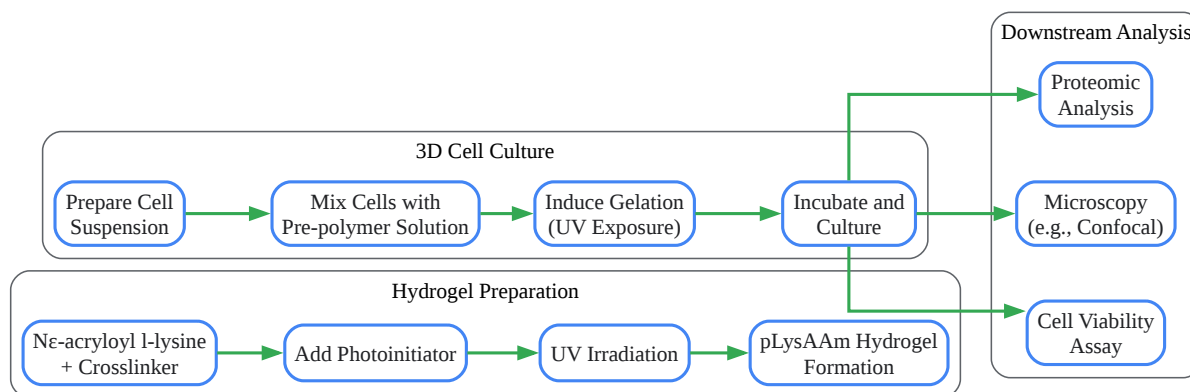 Downstream Analysis
Proteomic
Analysis
3D Cell Culture
Prepare Cell
Suspension
Mix Cells with
Pre-polymer Solution
Induce Gelation
(UV Exposure)
Incubate and
Culture
Microscopy
(e.g., Confocal)
Hydrogel Preparation
Nε-acryloyl l-lysine
+ Crosslinker
Add Photoinitiator
UV Irradiation
pLysAAm Hydrogel
Formation
Cell Viability
Assay